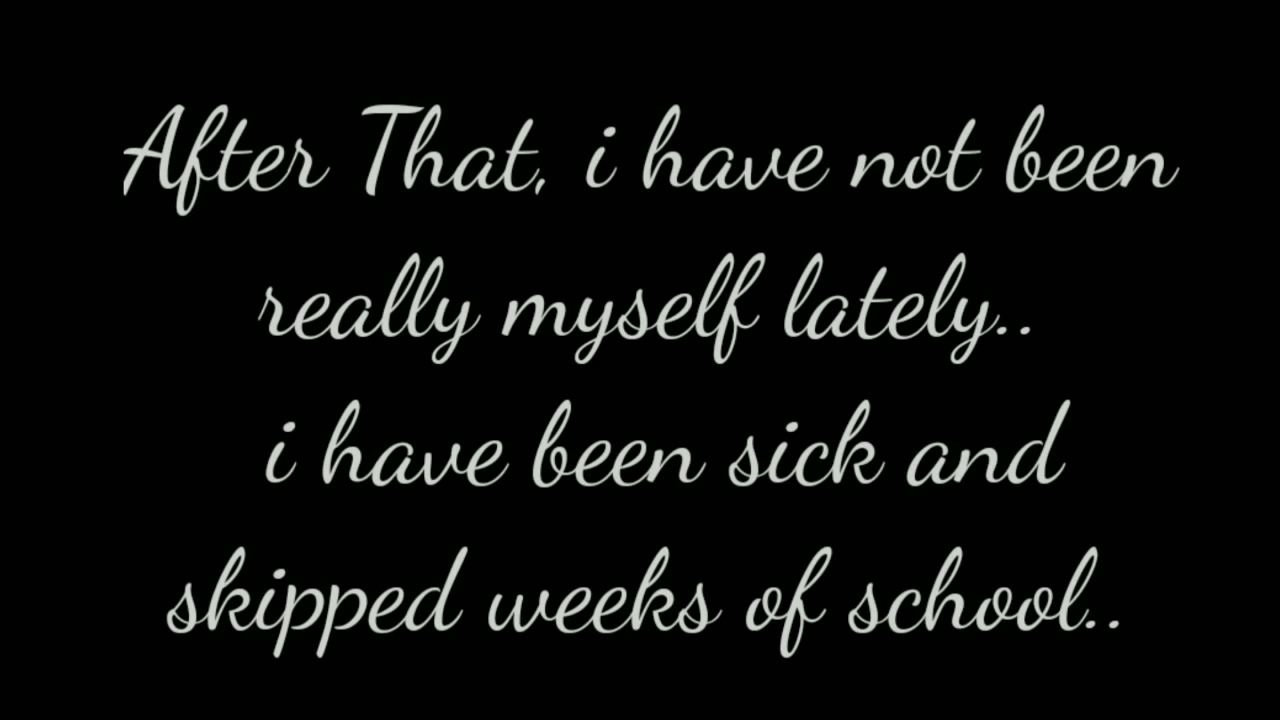 After That, i have not been
really myself lately..
i have been sick and
skipped weeks of school..